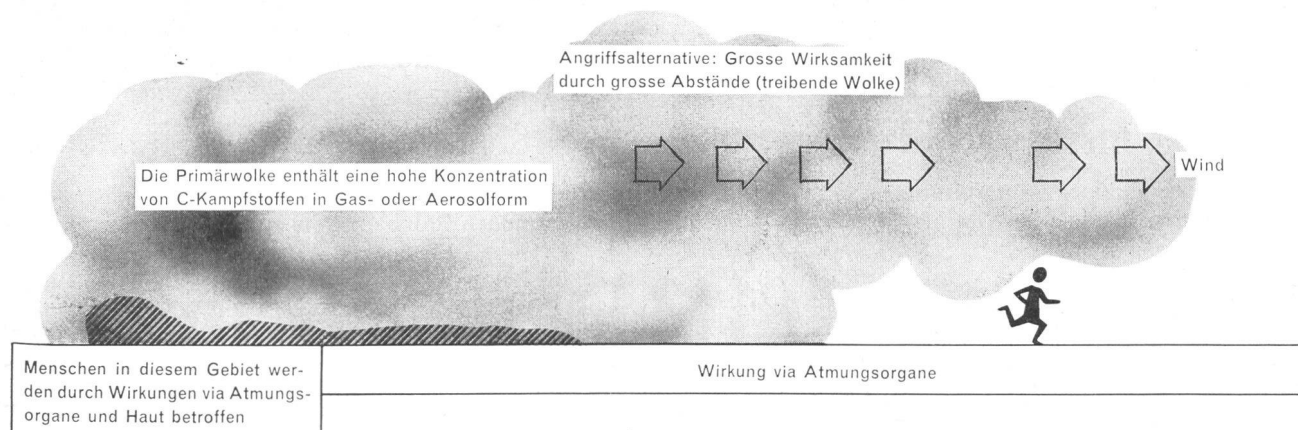 Angriffsalternative: Grosse Wirksamkeit
durch grosse Abstände (treibende Wolke)
Die Primärwolke enthält eine hohe Konzentration
von C-Kampfstoffen in Gas- oder Aerosolform
Wind
Menschen in diesem Gebiet wer-
den durch Wirkungen via Atmungs-
organe und Haut betroffen
Wirkung via Atmungsorgane